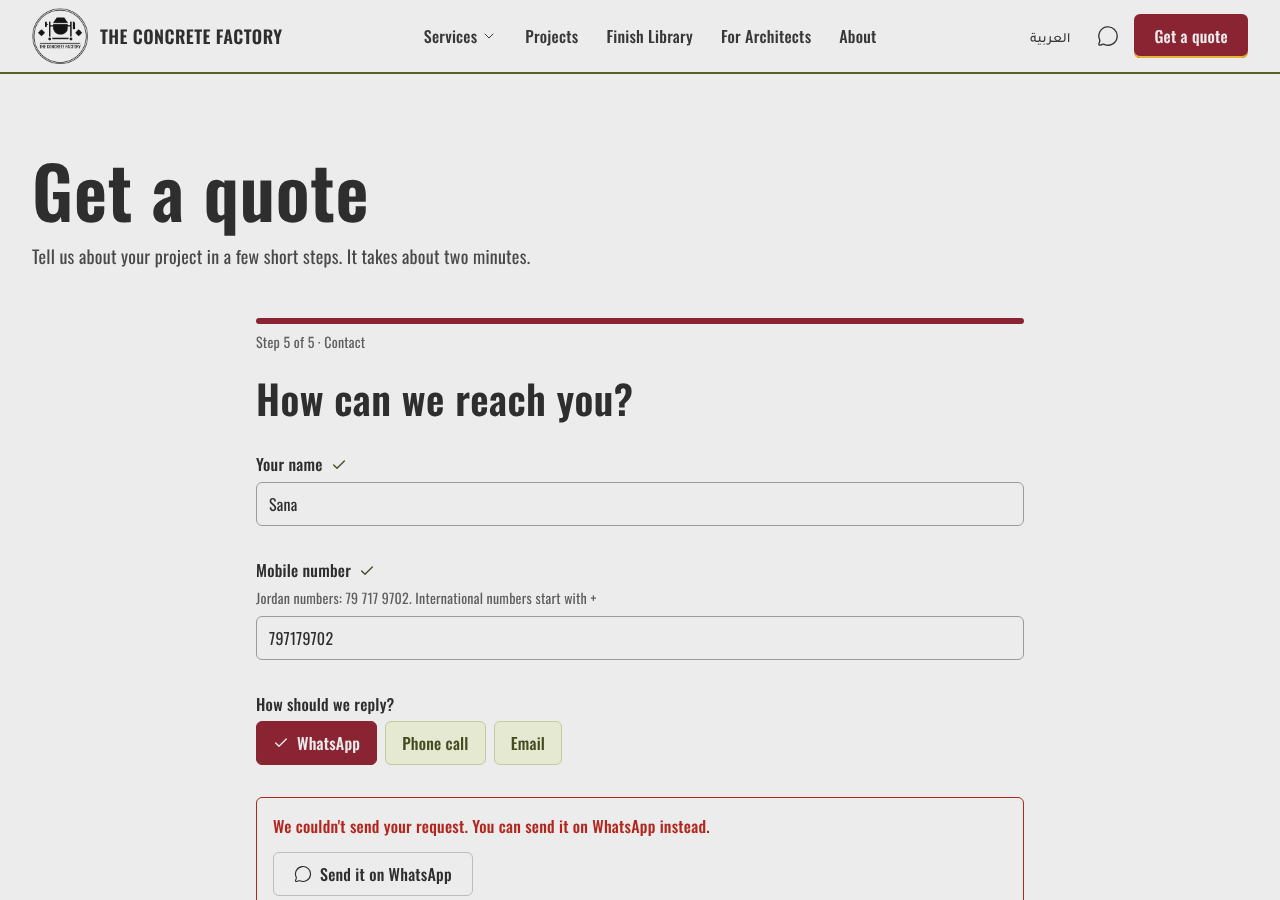 THE CONCRETE FACTORY
THE CONCRETE FACTORY
Services
Projects
Finish Library
For Architects
About
العربية
Get a quote
Get a quote
Tell us about your project in a few short steps. It takes about two minutes.
Step 5 of 5 · Contact
How can we reach you?
Your name
Sana
Mobile number
Jordan numbers: 79 717 9702. International numbers start with +
797179702
How should we reply?
WhatsApp
Phone call
Email
We couldn't send your request. You can send it on WhatsApp instead.
Send it on WhatsApp